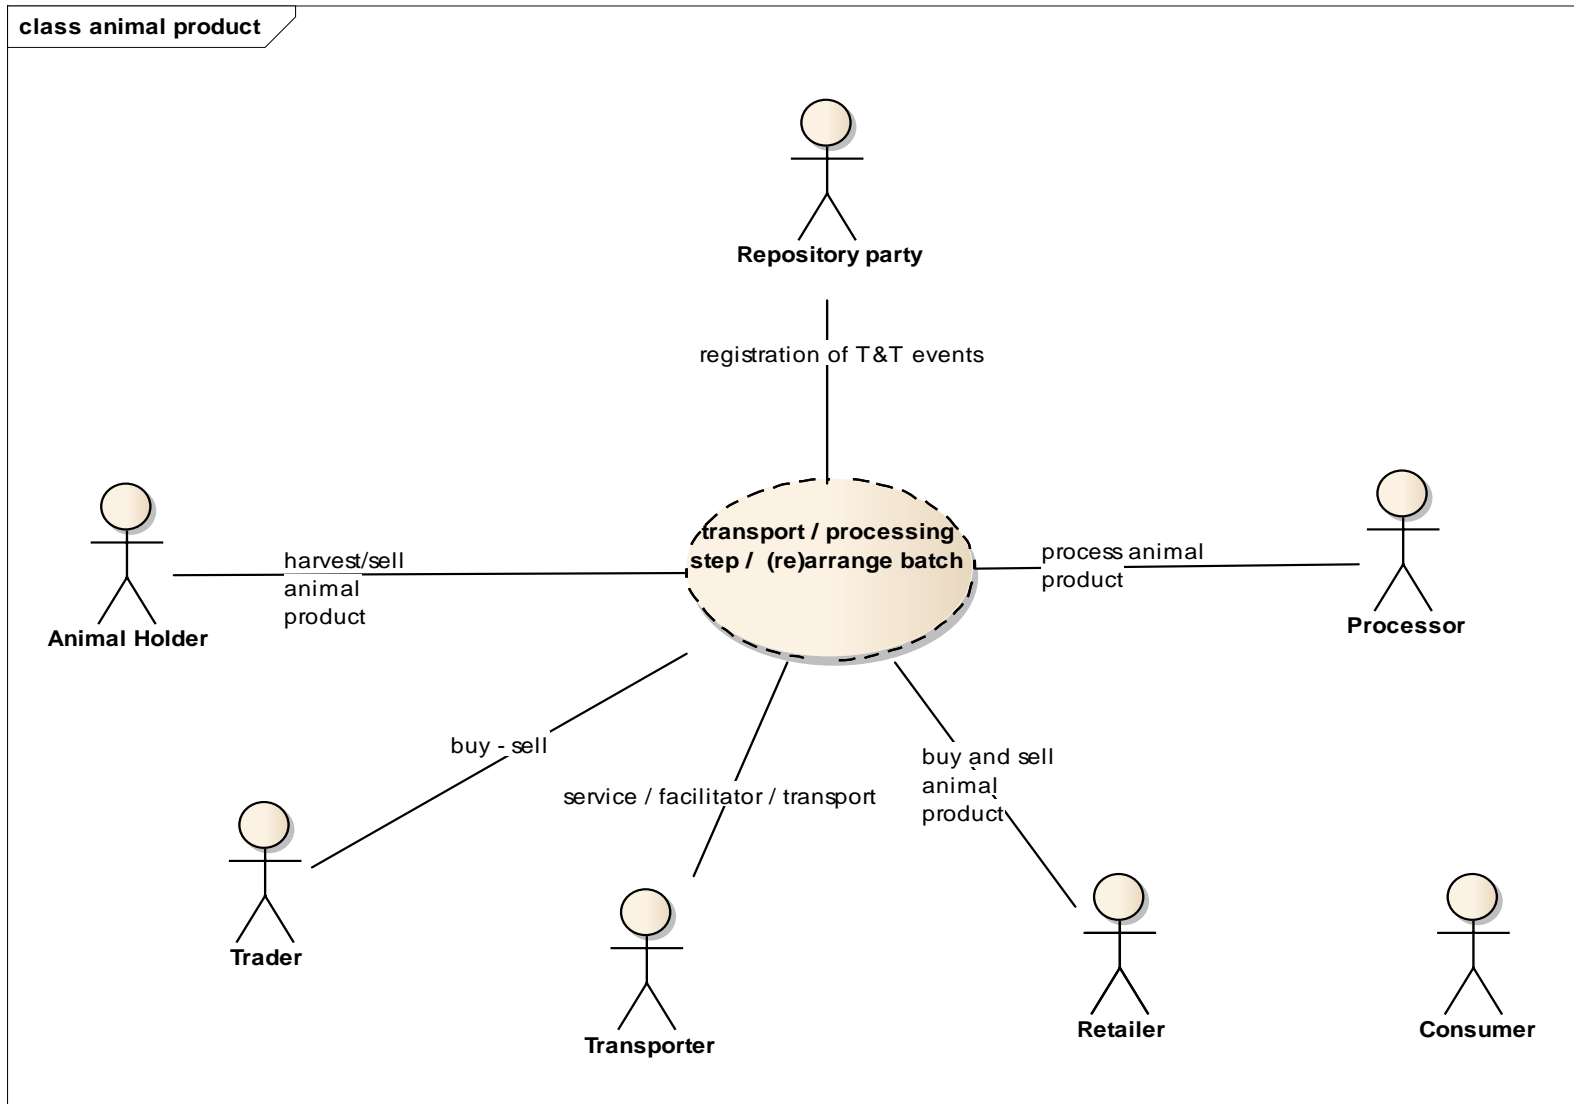 class animal product
Repository party
registration of T&T events
transport / processing
step / (re)arrange batch
harvest/sell
animal
product
process animal
product
Animal Holder
Processor
buy - sell
service / facilitator / transport
buy and sell
animal
product
Trader
Transporter
Retailer
Consumer